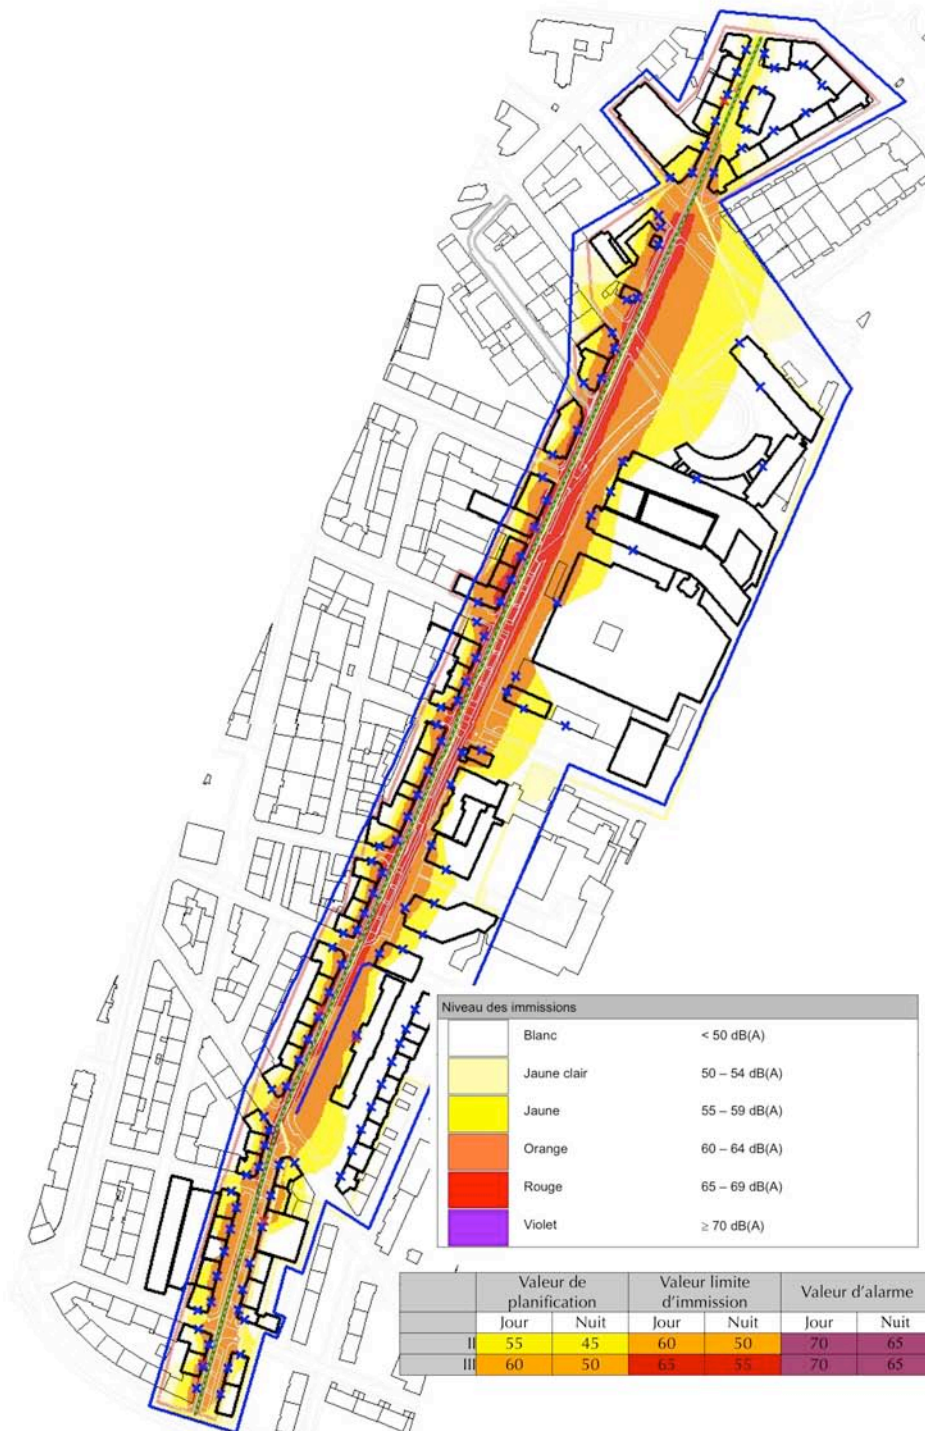 Niveau des immissions
Blanc < 50 dB(A)
Jaune clair 50 – 54 dB(A)
Jaune 55 – 59 dB(A)
Orange 60 – 64 dB(A)
Rouge 65 – 69 dB(A)
Violet ≥ 70 dB(A)
Valeur de planification Valeur limite d'immission Valeur d'alarme
Jour Nuit Jour Nuit Jour Nuit
II 55 45 60 50 70 65
III 60 50 65 55 70 65